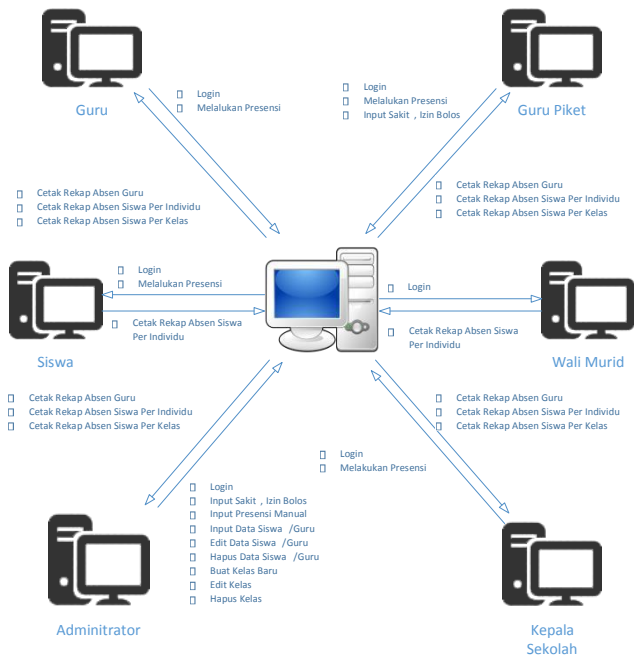 Login
Melalukan Presensi
Guru
Login
Melalukan Presensi
Input Sakit , Izin Bolos
Guru Piket
Cetak Rekap Absen Guru
Cetak Rekap Absen Siswa Per Individu
Cetak Rekap Absen Siswa Per Kelas
Cetak Rekap Absen Guru
Cetak Rekap Absen Siswa Per Individu
Cetak Rekap Absen Siswa Per Kelas
Login
Melalukan Presensi
Cetak Rekap Absen Siswa
Per Individu
Siswa
Login
Cetak Rekap Absen Siswa
Per Individu
Wali Murid
Cetak Rekap Absen Guru
Cetak Rekap Absen Siswa Per Individu
Cetak Rekap Absen Siswa Per Kelas
Cetak Rekap Absen Guru
Cetak Rekap Absen Siswa Per Individu
Cetak Rekap Absen Siswa Per Kelas
Login
Melakukan Presensi
Login
Input Sakit , Izin Bolos
Input Presensi Manual
Input Data Siswa /Guru
Edit Data Siswa /Guru
Hapus Data Siswa /Guru
Buat Kelas Baru
Edit Kelas
Hapus Kelas
Adminitrator
Kepala
Sekolah